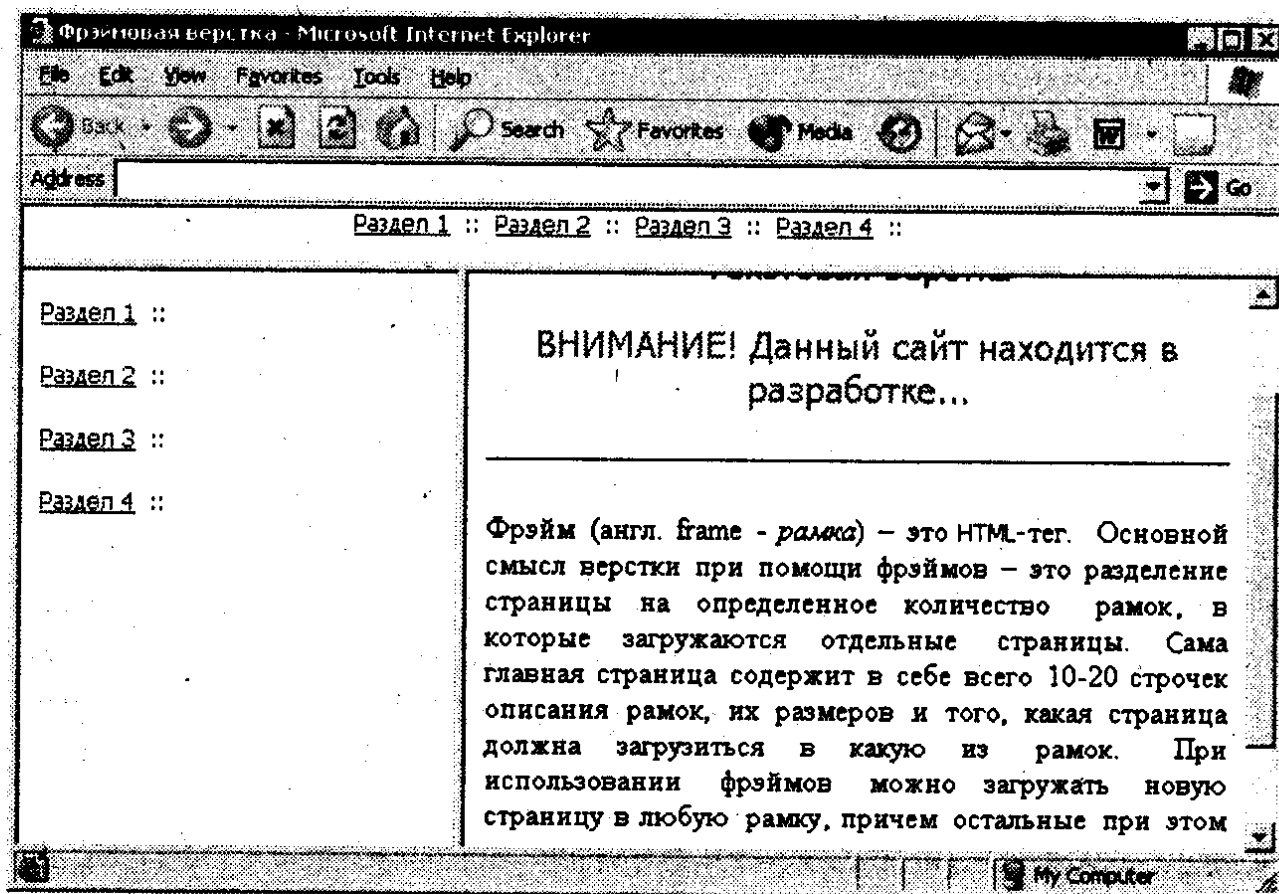 Фрэймовая верстка - Microsoft Internet Explorer
File Edit View Favorites Tools Help
Back Search Favorites Media
Address Go
Раздел 1 :: Раздел 2 :: Раздел 3 :: Раздел 4 ::
Раздел 1 ::
Раздел 2 ::
Раздел 3 ::
Раздел 4 ::
верстка
ВНИМАНИЕ! Данный сайт находится в
разработке...
Фрэйм (англ. frame - рамка) – это HTML-тег. Основной
смысл верстки при помощи фрэймов – это разделение
страницы на определенное количество рамок, в
которые загружаются отдельные страницы. Сама
главная страница содержит в себе всего 10-20 строчек
описания рамок, их размеров и того, какая страница
должна загрузиться в какую из рамок. При
использовании фрэймов можно загружать новую
страницу в любую рамку, причем остальные при этом
My Computer